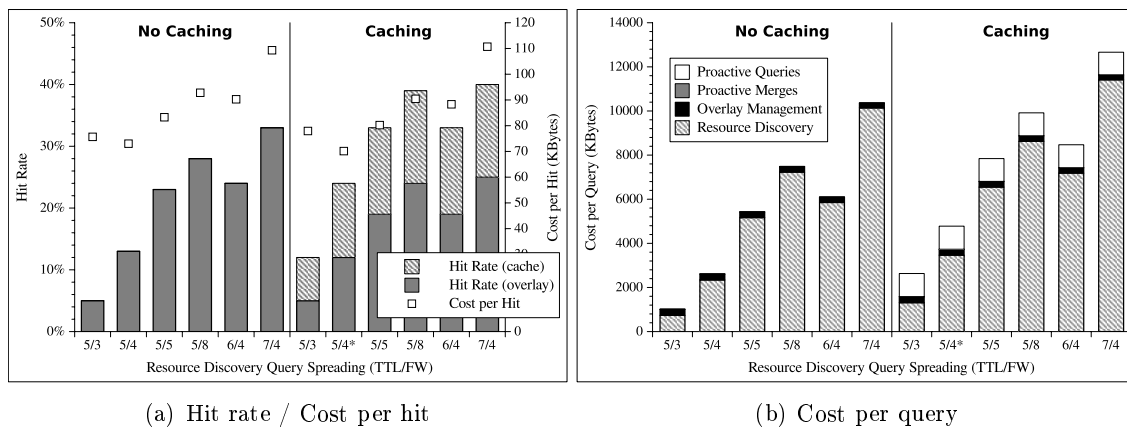 No Caching
Caching
50%
40%
30%
20%
10%
0%
Hit Rate
120
110
100
90
80
70
60
50
40
20
10
0
Cost per Hit (KBytes)
Hit Rate (cache)
Hit Rate (overlay)
Cost per Hit
5/3 5/4 5/5 5/8 6/4 7/4 5/3 5/4* 5/5 5/8 6/4 7/4
Resource Discovery Query Spreading (TTL/FW)
(a) Hit rate / Cost per hit
No Caching
Caching
14000
12000
10000
8000
6000
4000
2000
0
Cost per Query (KBytes)
Proactive Queries
Proactive Merges
Overlay Management
Resource Discovery
5/3 5/4 5/5 5/8 6/4 7/4 5/3 5/4* 5/5 5/8 6/4 7/4
Resource Discovery Query Spreading (TTL/FW)
(b) Cost per query